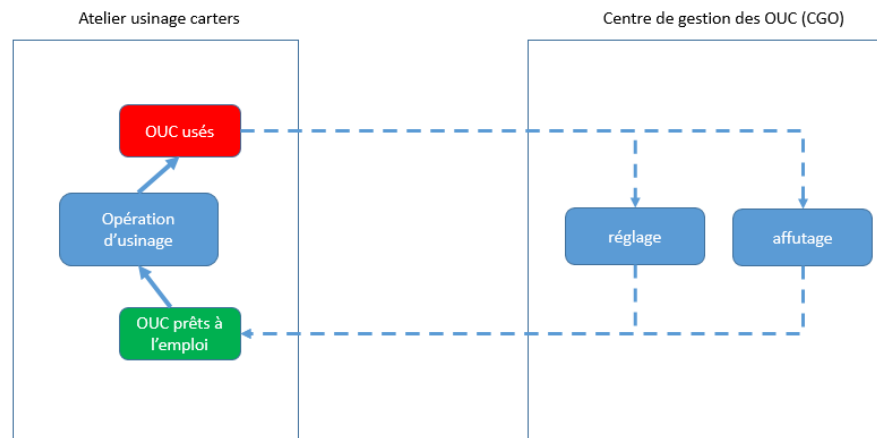 Atelier usinage carters
Centre de gestion des OUC (CGO)
OUC usés
Opération
d'usinage
réglage
affutage
OUC prêts à
l'emploi